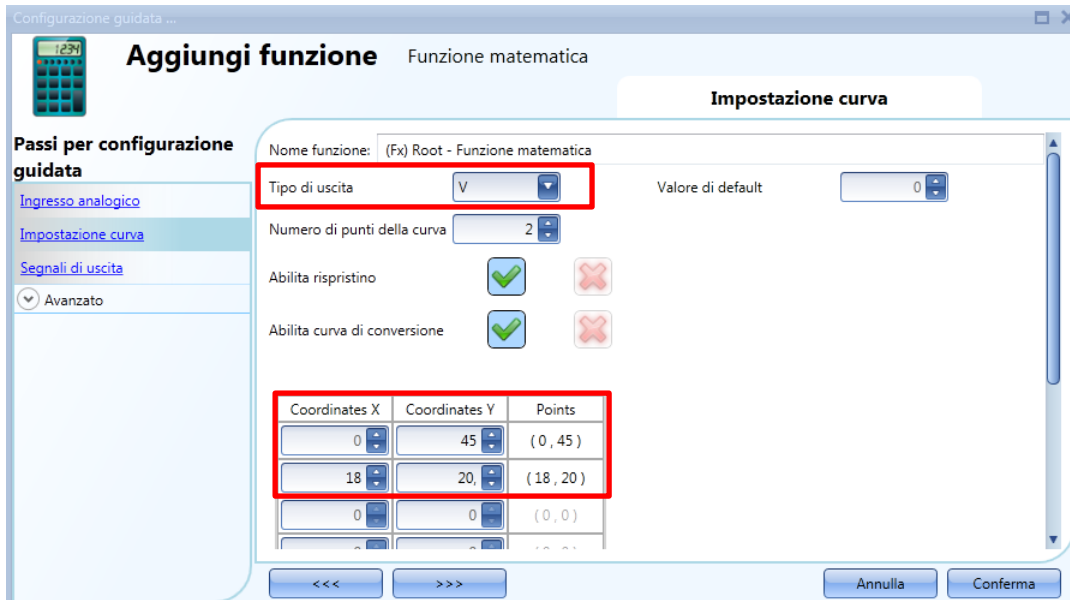 Configurazione guidata ...
1234
Aggiungi funzione Funzione matematica
Impostazione curva
Passi per configurazione
guidata
Ingresso analogico
Impostazione curva
Segnali di uscita
Avanzato
Nome funzione: (Fx) Root - Funzione matematica
Tipo di uscita V Valore di default 0
Numero di punti della curva 2
Abilita rispristino
Abilita curva di conversione
Coordinates X Coordinates Y Points
0 45 ( 0 , 45 )
18 20, ( 18 , 20 )
0 0 ( 0 , 0 )
<<< >>> Annulla Conferma